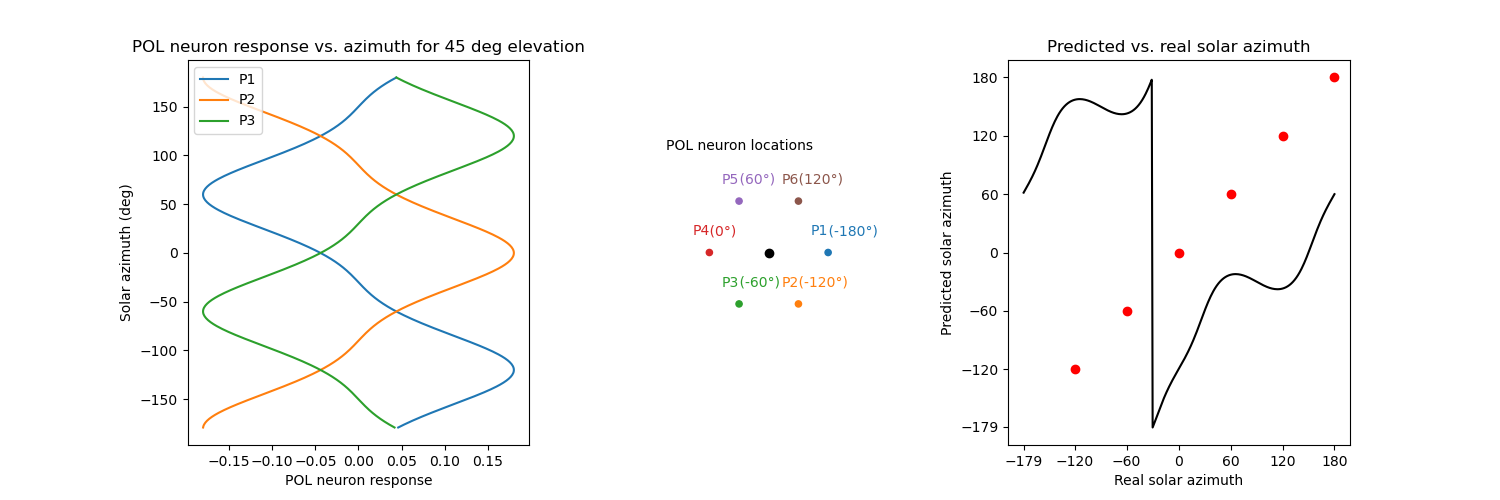 POL neuron response vs. azimuth for 45 deg elevation
P1
P2
P3
150
100
50
0
−50
−100
−150
Solar azimuth (deg)
−0.15 −0.10 −0.05 0.00 0.05 0.10 0.15
POL neuron response
POL neuron locations
P5(60°) P6(120°)
P4(0°) P1(-180°)
P3(-60°) P2(-120°)
Predicted vs. real solar azimuth
180
120
60
0
−60
−120
−179
Predicted solar azimuth
−179 −120 −60 0 60 120 180
Real solar azimuth